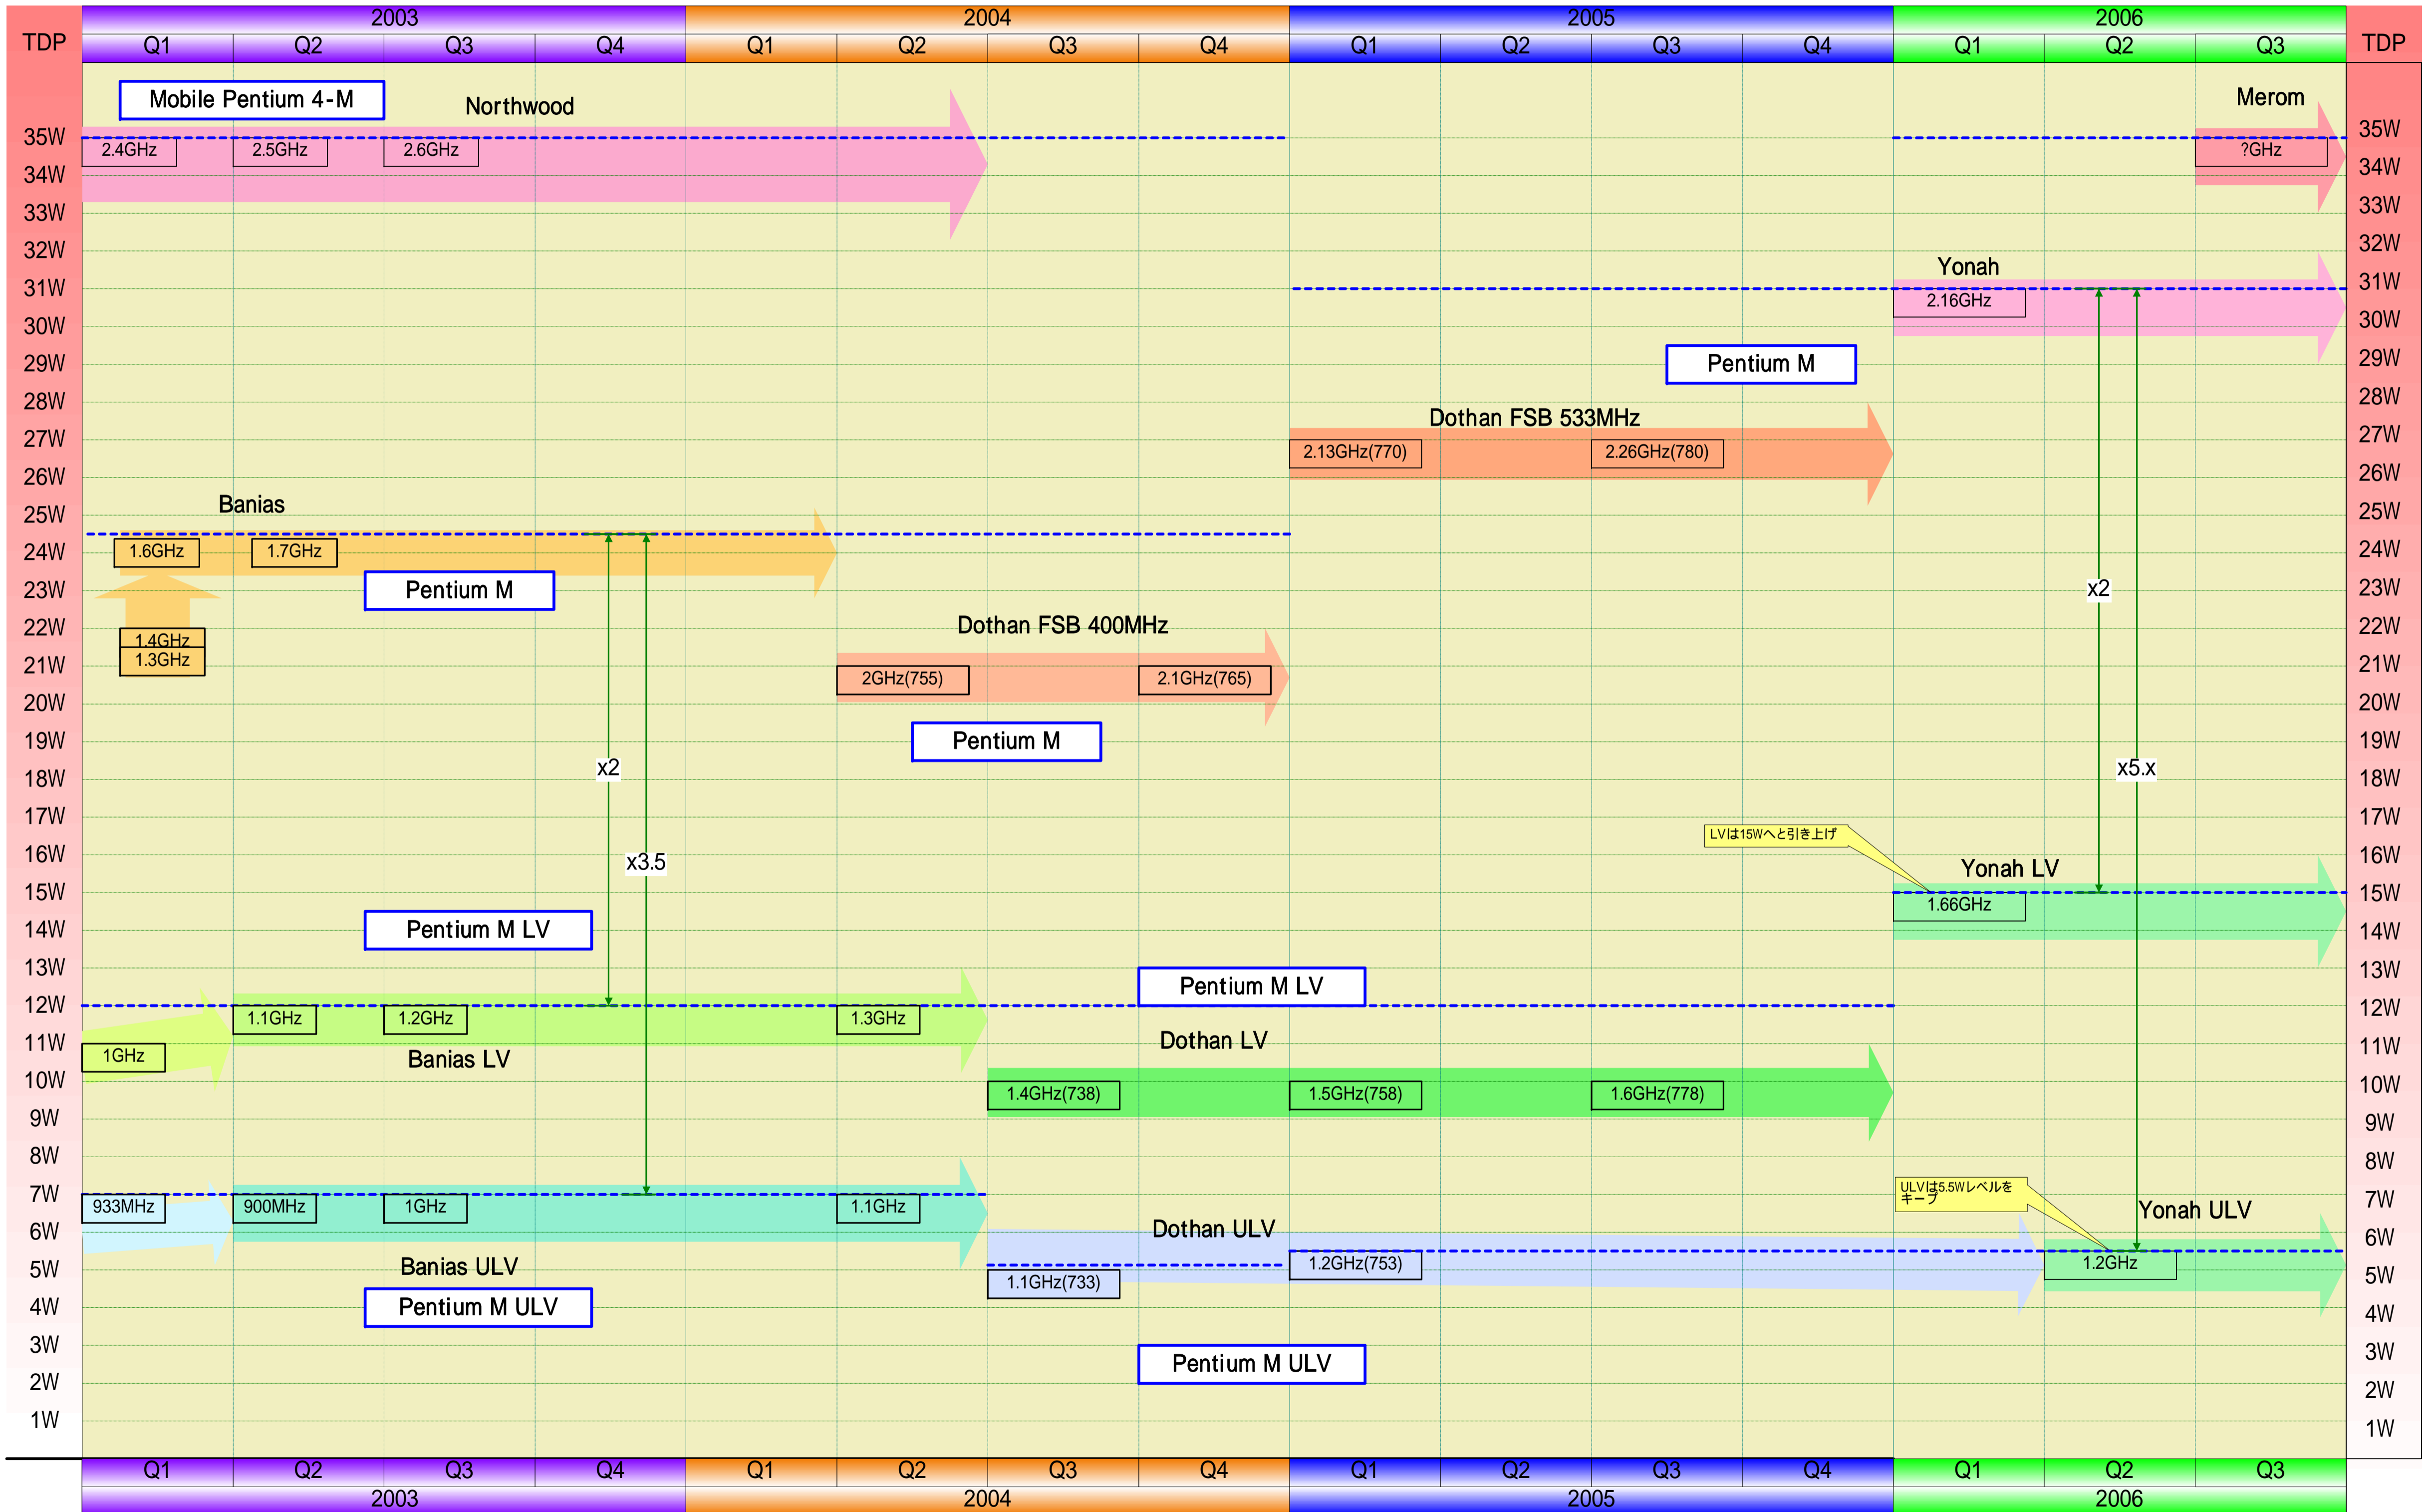 2003 2004 2005 2006
TDP Q1 Q2 Q3 Q4 Q1 Q2 Q3 Q4 Q1 Q2 Q3 Q4 Q1 Q2 Q3 TDP
Mobile Pentium 4-M
Northwood
Merom
35W 35W
2.4GHz 2.5GHz 2.6GHz ?GHz
34W 34W
33W 33W
32W 32W
Yonah
31W 31W
2.16GHz
30W 30W
29W Pentium M 29W
28W 28W
Dothan FSB 533MHz
27W 27W
2.13GHz(770) 2.26GHz(780)
26W 26W
Banias
25W 25W
24W 1.6GHz 1.7GHz 24W
23W Pentium M x2 23W
22W Dothan FSB 400MHz 22W
1.4GHz
1.3GHz
21W 21W
2GHz(755) 2.1GHz(765)
20W 20W
19W Pentium M 19W
x2 x5.x
18W 18W
17W 17W
LVは15Wへと引き上げ
16W 16W
x3.5 Yonah LV
15W 15W
1.66GHz
14W Pentium M LV 14W
13W 13W
Pentium M LV
12W 12W
1.1GHz 1.2GHz 1.3GHz
11W Dothan LV 11W
1GHz Banias LV
10W 10W
1.4GHz(738) 1.5GHz(758) 1.6GHz(778)
9W 9W
8W 8W
ULVは5.5Wレベルを
キープ
7W 7W
933MHz 900MHz 1GHz 1.1GHz Yonah ULV
6W Dothan ULV 6W
Banias ULV 1.2GHz(753) 1.2GHz
5W 5W
1.1GHz(733)
4W Pentium M ULV 4W
3W 3W
Pentium M ULV
2W 2W
1W 1W
Q1 Q2 Q3 Q4 Q1 Q2 Q3 Q4 Q1 Q2 Q3 Q4 Q1 Q2 Q3
2003 2004 2005 2006